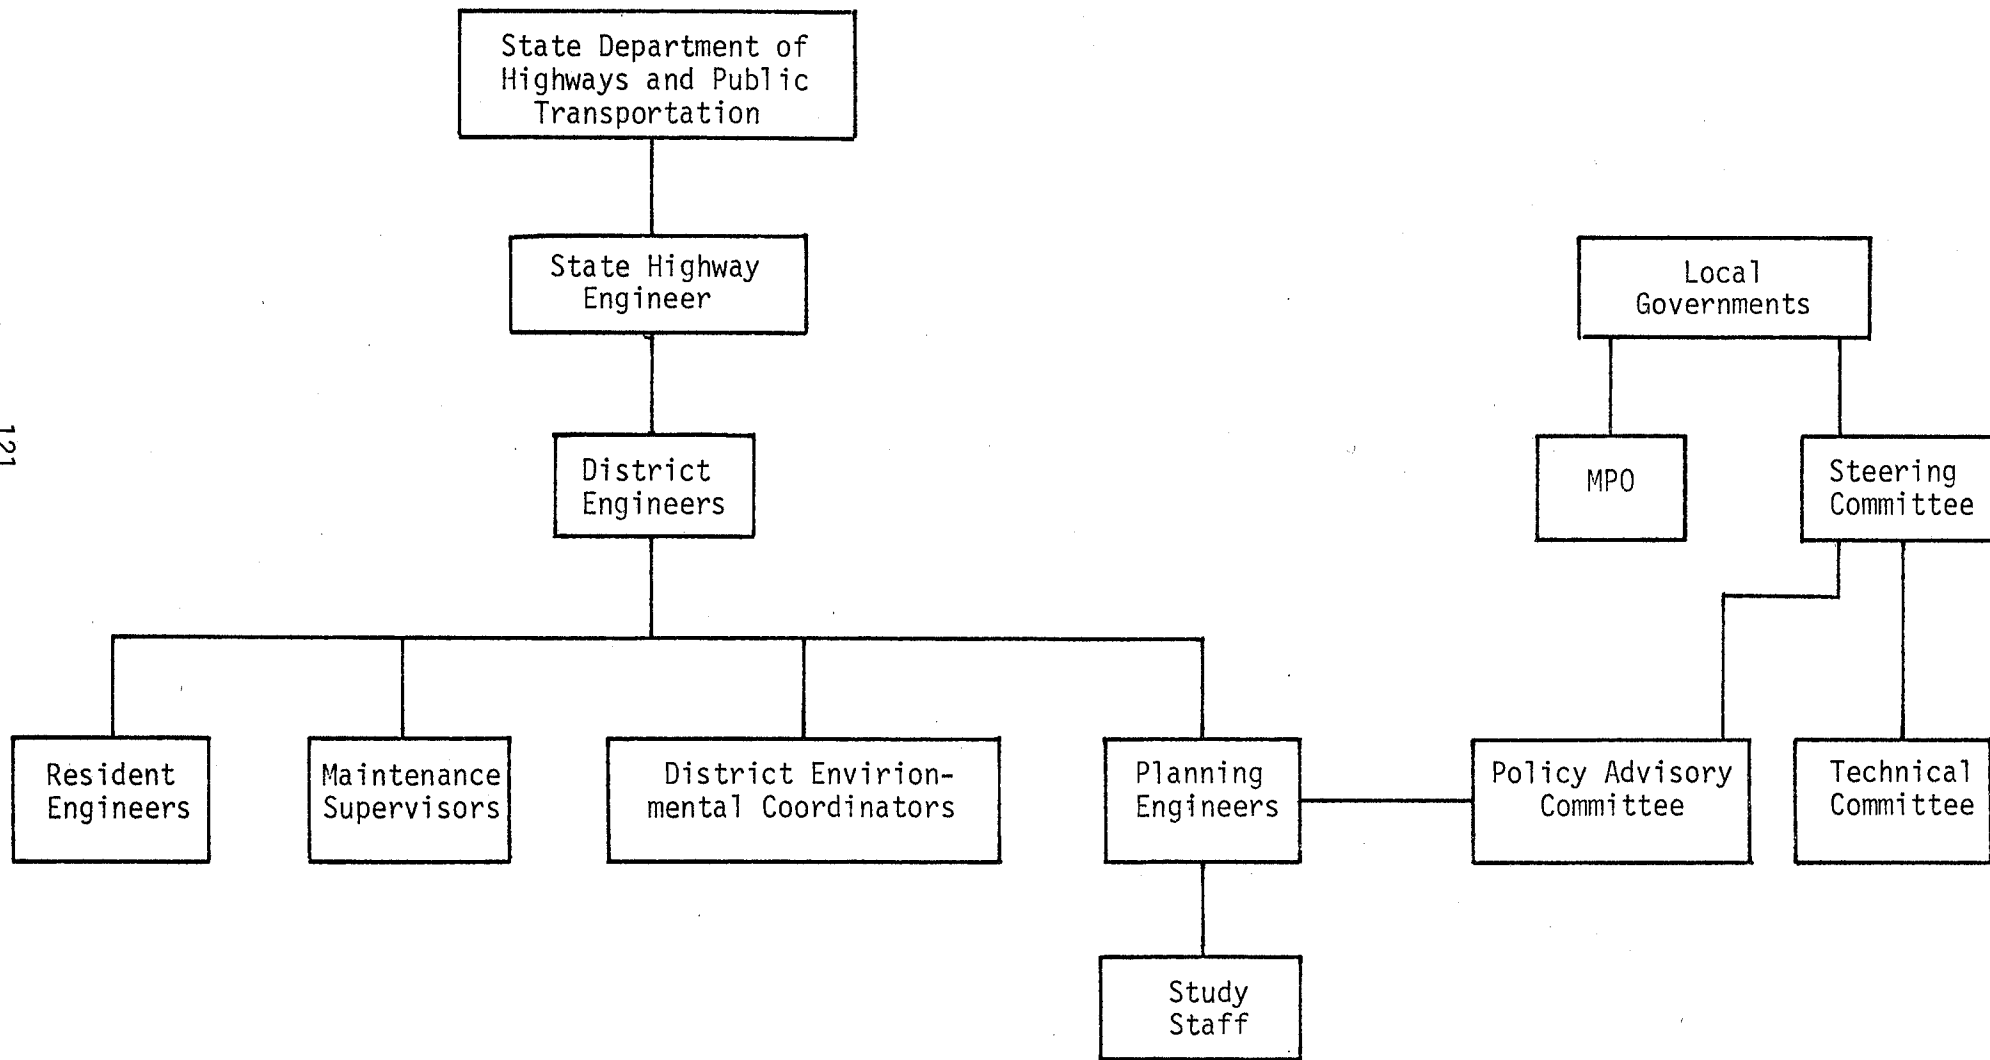 State Department of
Highways and Public
Transportation
State Highway
Engineer
Local
Governments
District
Engineers
MPO
Steering
Committee
121
Resident
Engineers
Maintenance
Supervisors
District Envirion-
mental Coordinators
Planning
Engineers
Policy Advisory
Committee
Technical
Committee
Study
Staff